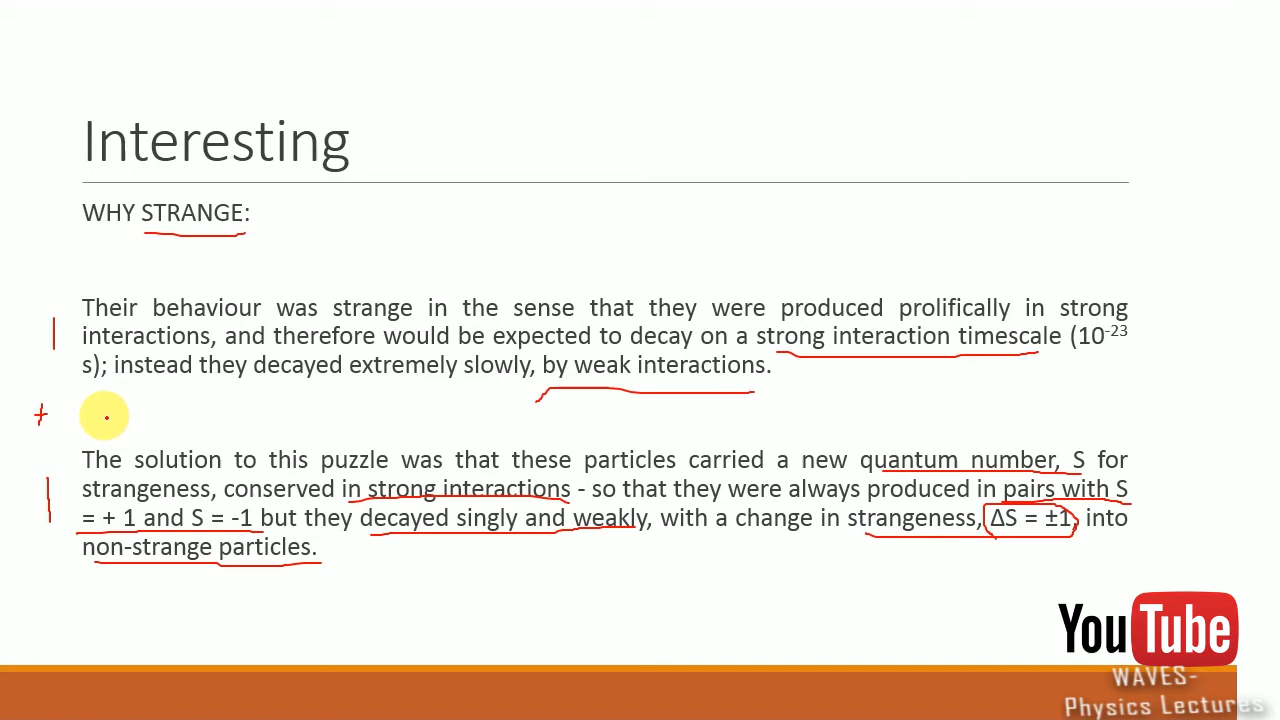 Interesting
WHY STRANGE:
Their behaviour was strange in the sense that they were produced prolifically in strong
interactions, and therefore would be expected to decay on a strong interaction timescale (10⁻²³
s); instead they decayed extremely slowly, by weak interactions.
+
The solution to this puzzle was that these particles carried a new quantum number, S for
strangeness, conserved in strong interactions - so that they were always produced in pairs with S
= + 1 and S = -1 but they decayed singly and weakly, with a change in strangeness, ΔS = ±1, into
non-strange particles.
YouTube
WAVES-
Physics Lectures